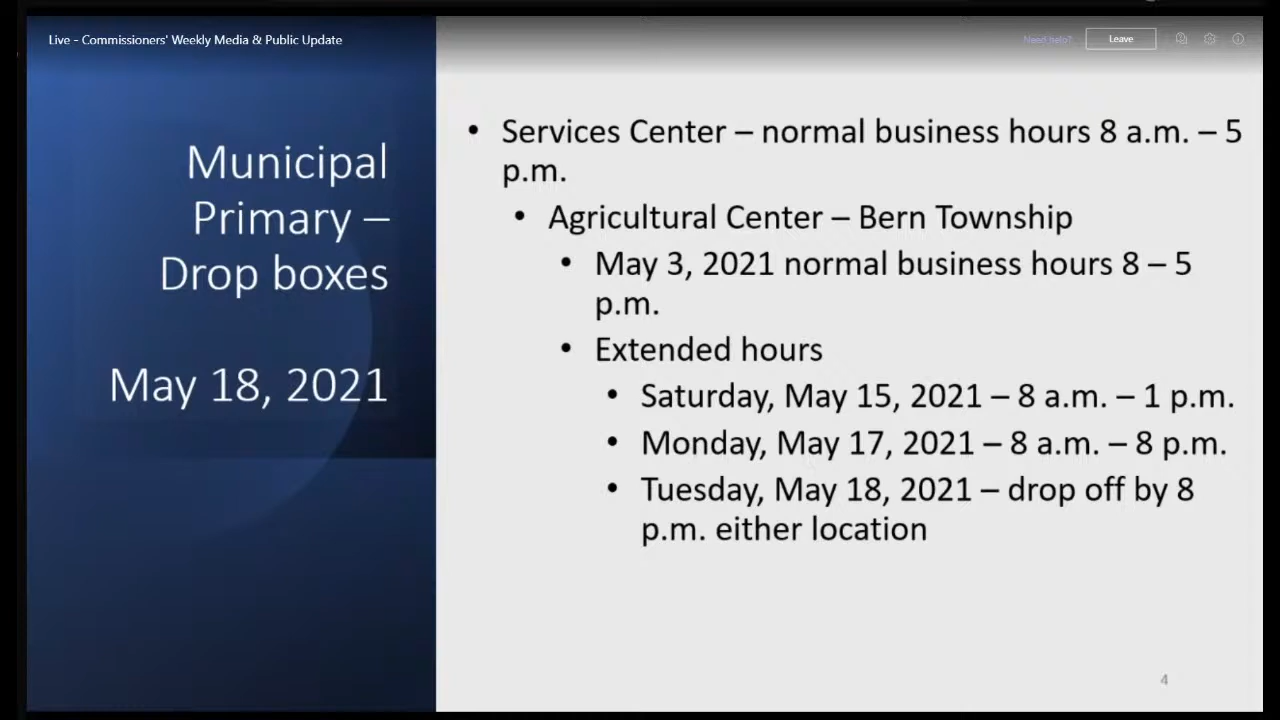 Live - Commissioners' Weekly Media & Public Update
Need help?
Leave
Municipal
Primary –
Drop boxes
May 18, 2021
• Services Center – normal business hours 8 a.m. – 5
p.m.
• Agricultural Center – Bern Township
• May 3, 2021 normal business hours 8 – 5
p.m.
• Extended hours
• Saturday, May 15, 2021 – 8 a.m. – 1 p.m.
• Monday, May 17, 2021 – 8 a.m. – 8 p.m.
• Tuesday, May 18, 2021 – drop off by 8
p.m. either location
4